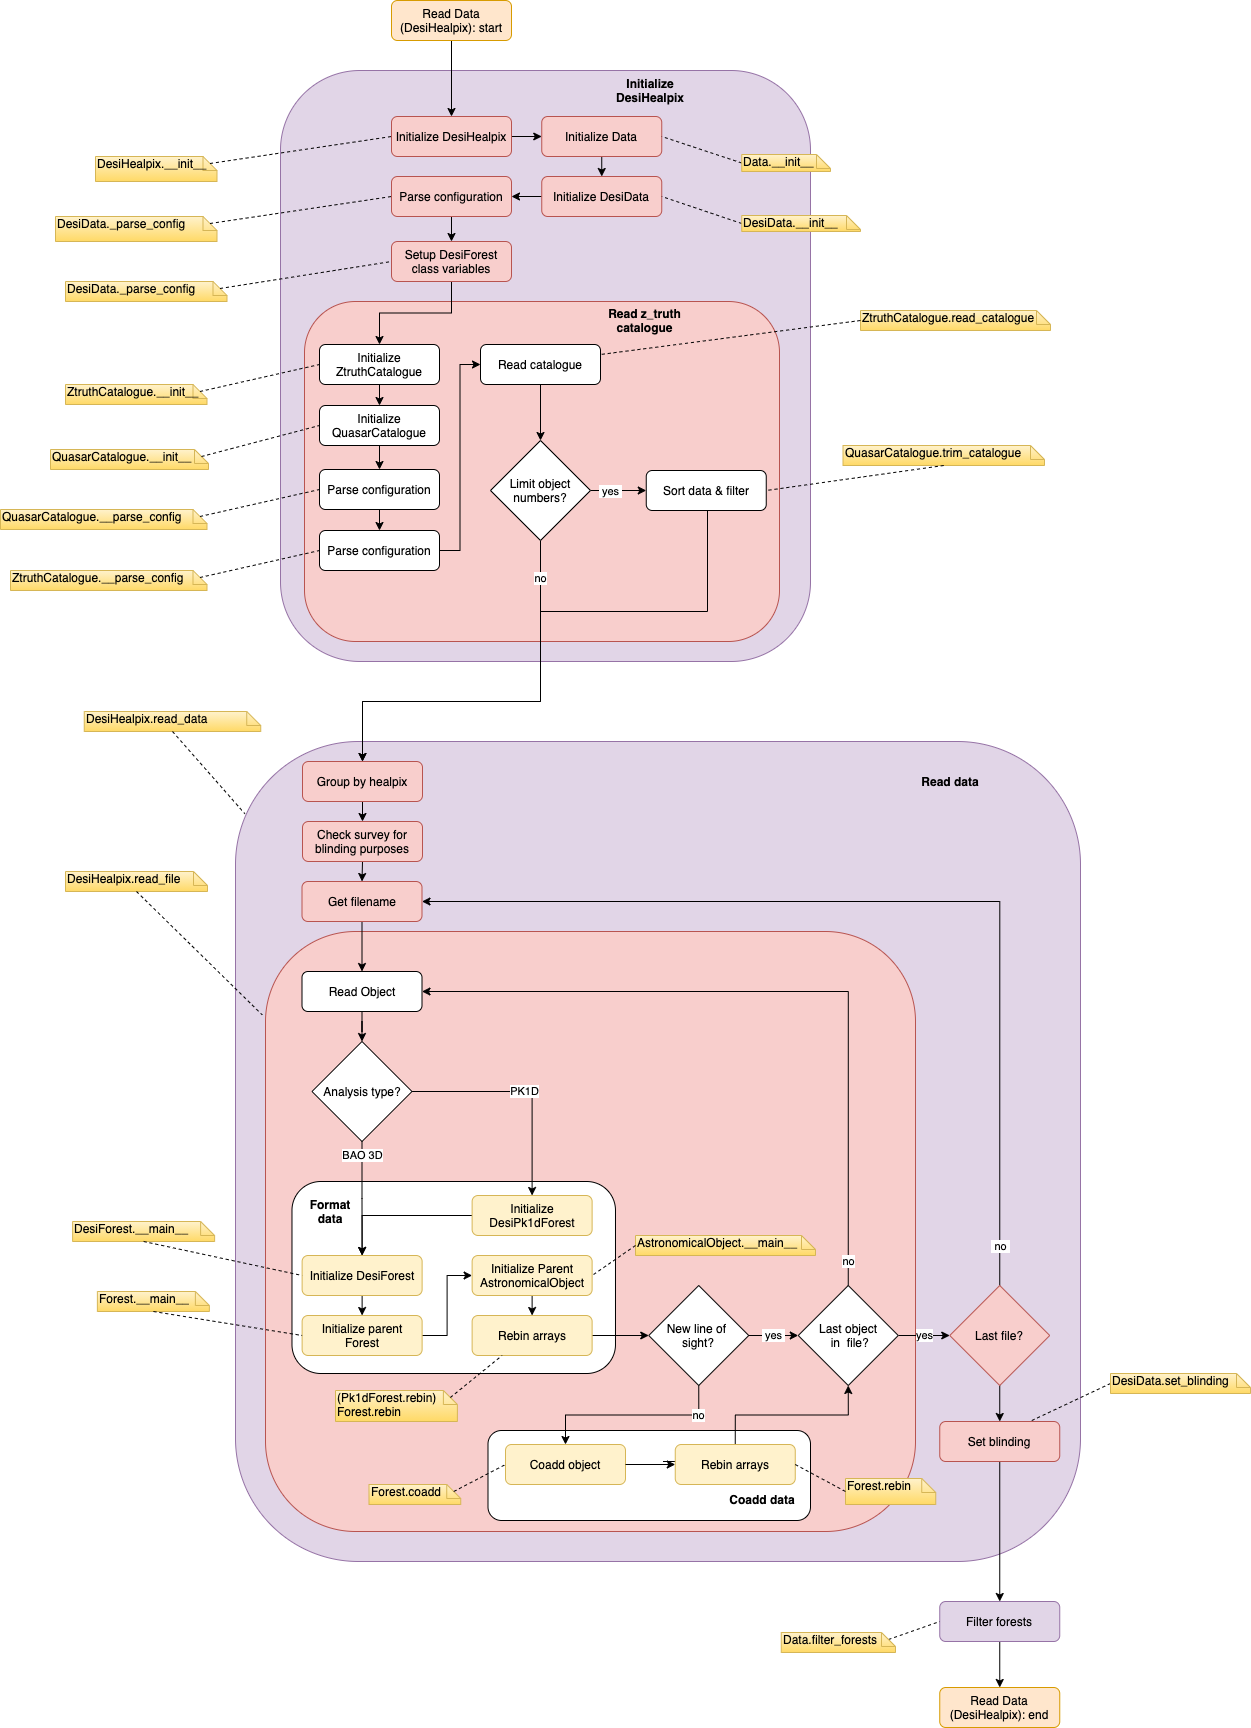 Read Data
(DesiHealpix): start
Initialize
DesiHealpix
Initialize DesiHealpix
Initialize Data
DesiHealpix.__init__
Data.__init__
Parse configuration
Initialize DesiData
DesiData._parse_config
DesiData.__init__
Setup DesiForest
class variables
DesiData._parse_config
Read z_truth
catalogue
ZtruthCatalogue.read_catalogue
Initialize
ZtruthCatalogue
Read catalogue
ZtruthCatalogue.__init__
Initialize
QuasarCatalogue
QuasarCatalogue.__init__
QuasarCatalogue.trim_catalogue
Parse configuration
Limit object
numbers?
yes
Sort data & filter
QuasarCatalogue.__parse_config
Parse configuration
ZtruthCatalogue.__parse_config
no
DesiHealpix.read_data
Group by healpix
Read data
Check survey for
blinding purposes
DesiHealpix.read_file
Get filename
Read Object
Analysis type?
PK1D
BAO 3D
Format
data
Initialize
DesiPk1dForest
DesiForest.__main__
AstronomicalObject.__main__
no
no
Initialize DesiForest
Initialize Parent
AstronomicalObject
Forest.__main__
Initialize parent
Forest
Rebin arrays
New line of
sight?
yes
Last object
in file?
yes
Last file?
(Pk1dForest.rebin)
Forest.rebin
DesiData.set_blinding
no
Set blinding
Coadd object
Rebin arrays
Forest.coadd
Forest.rebin
Coadd data
Filter forests
Data.filter_forests
Read Data
(DesiHealpix): end